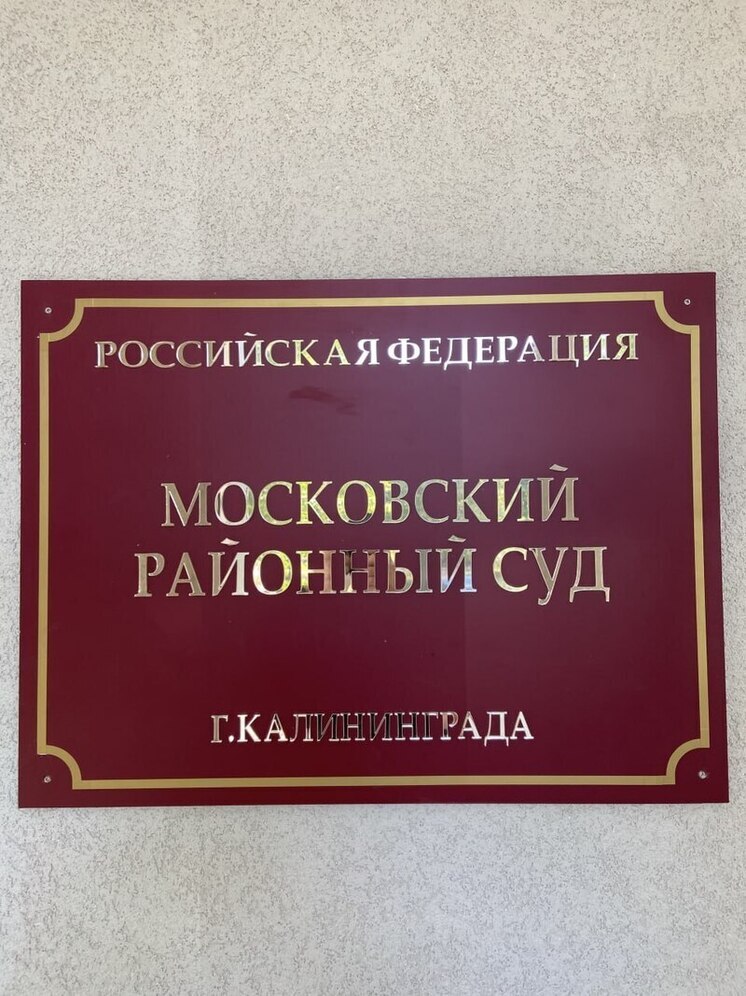 РОССИЙСКАЯ ФЕДЕРАЦИЯ
МОСКОВСКИЙ
РАЙОННЫЙ СУД
Г.КАЛИНИНГРАДА